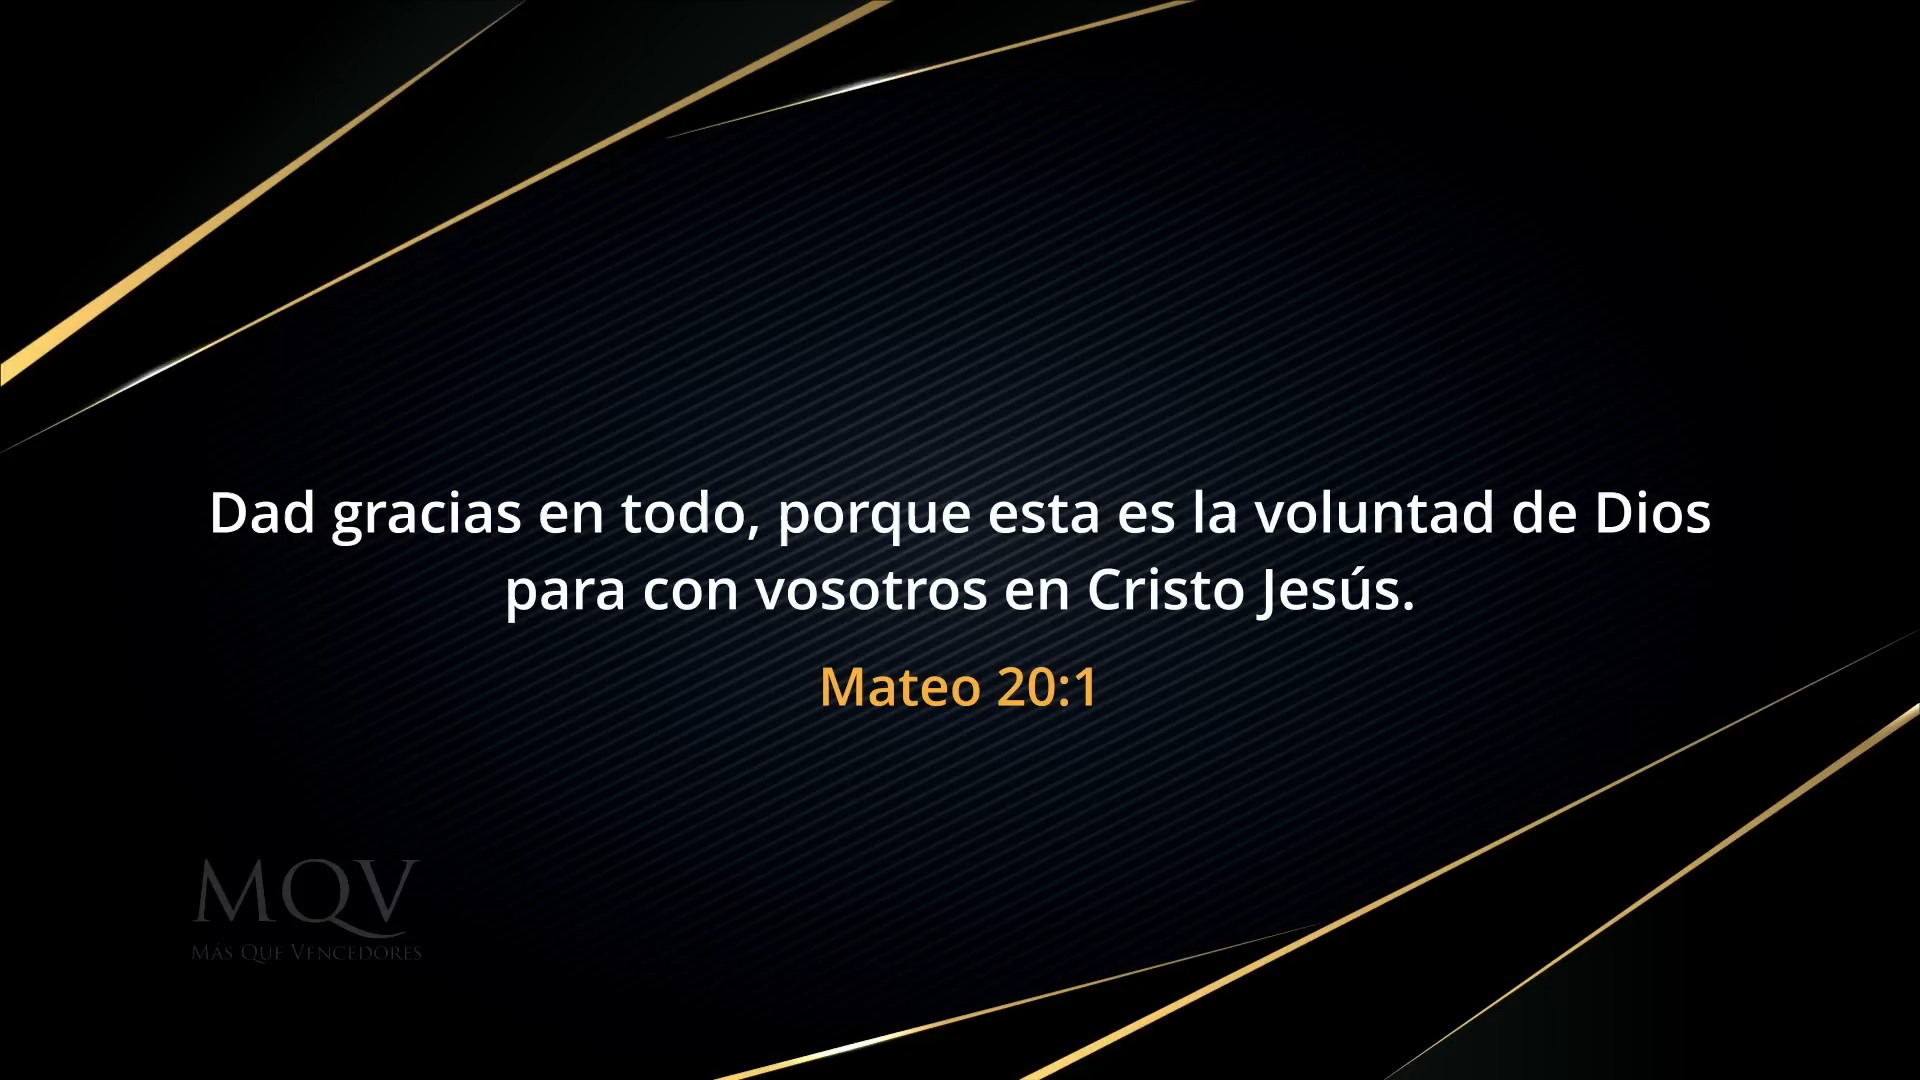 Dad gracias en todo, porque esta es la voluntad de Dios
para con vosotros en Cristo Jesús.
Mateo 20:1
MQV
Más Que Vencedores